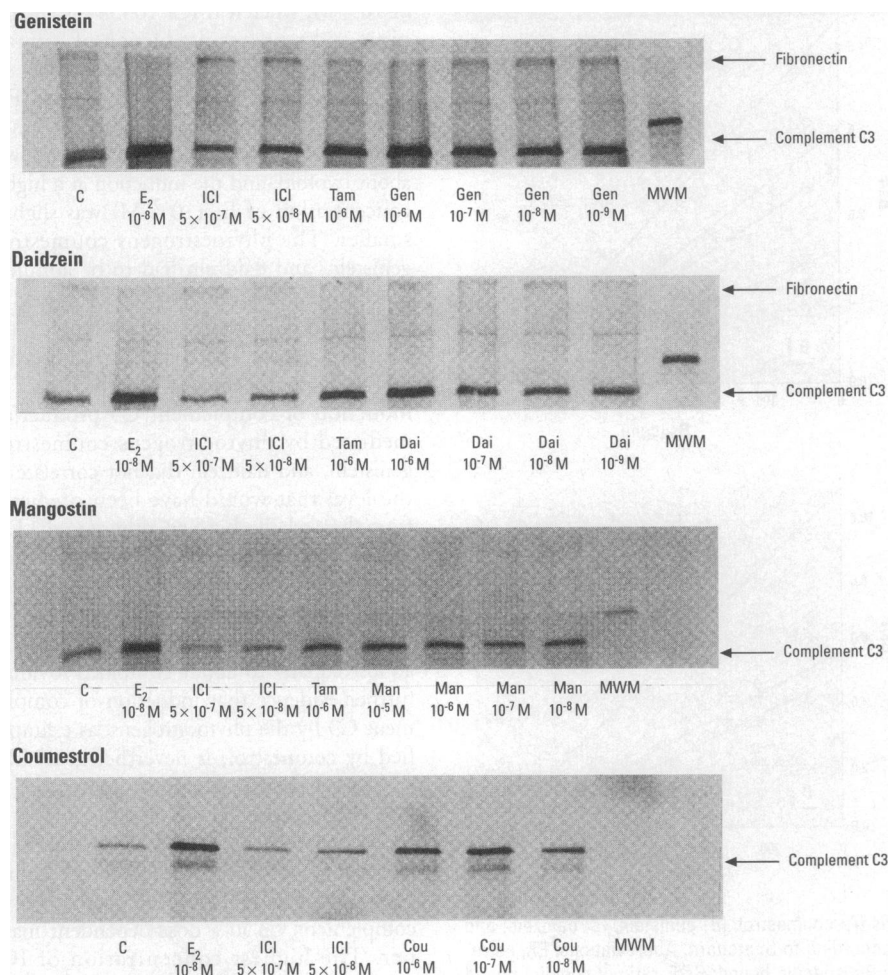 Genistein
Fibronectin
Complement C3
C E₂ ICI ICI Tam Gen Gen Gen Gen MWM
10⁻⁸ M 5 × 10⁻⁷ M 5 × 10⁻⁸ M 10⁻⁶ M 10⁻⁶ M 10⁻⁷ M 10⁻⁸ M 10⁻⁹ M
Daidzein
Fibronectin
Complement C3
C E₂ ICI ICI Tam Dai Dai Dai Dai MWM
10⁻⁸ M 5 × 10⁻⁷ M 5 × 10⁻⁸ M 10⁻⁶ M 10⁻⁶ M 10⁻⁷ M 10⁻⁸ M 10⁻⁹ M
Mangostin
Complement C3
C E₂ ICI ICI Tam Man Man Man Man MWM
10⁻⁸ M 5 × 10⁻⁷ M 5 × 10⁻⁸ M 10⁻⁶ M 10⁻⁵ M 10⁻⁶ M 10⁻⁷ M 10⁻⁸ M
Coumestrol
Complement C3
C E₂ ICI ICI Cou Cou Cou MWM
10⁻⁸ M 5 × 10⁻⁷ M 5 × 10⁻⁸ M 10⁻⁶ M 10⁻⁷ M 10⁻⁸ M